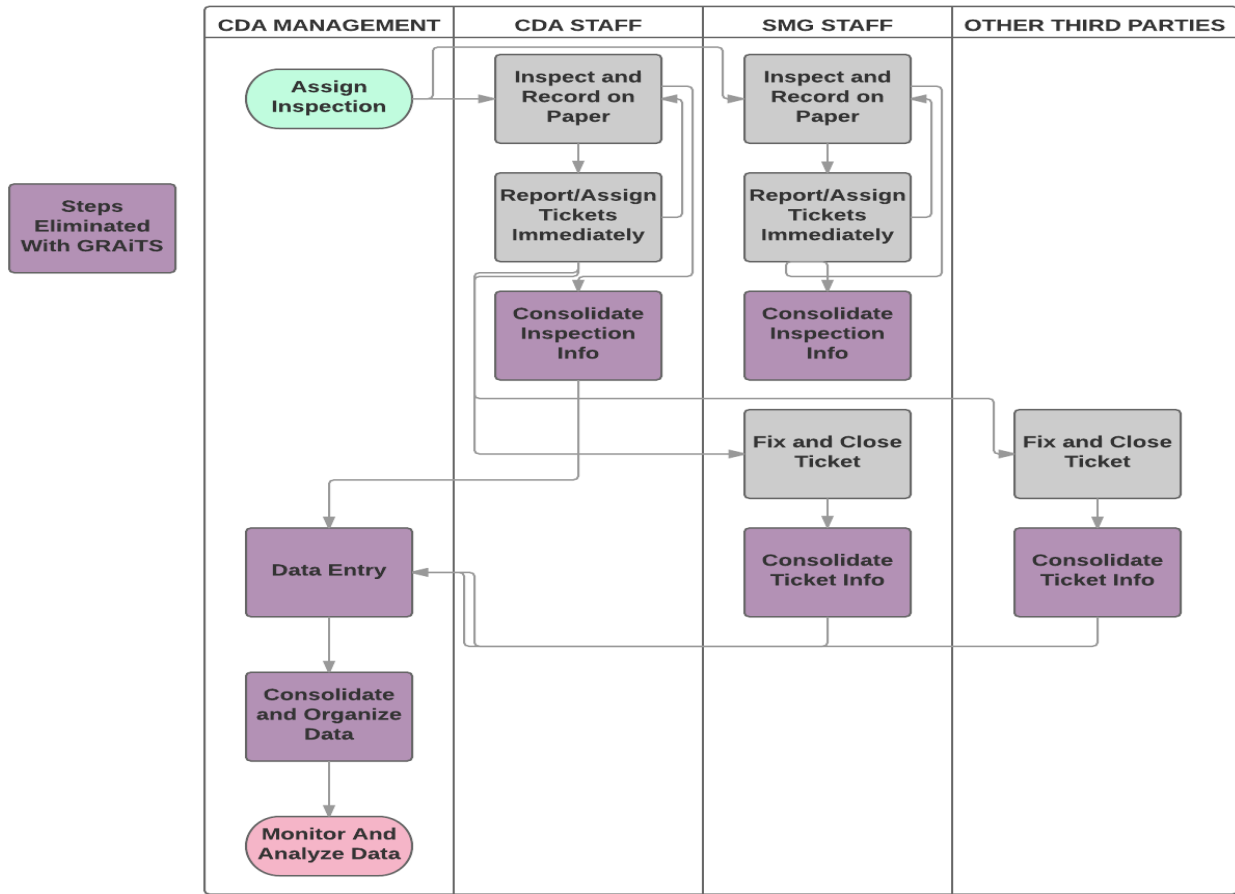 CDA MANAGEMENT
CDA STAFF
SMG STAFF
OTHER THIRD PARTIES
Assign
Inspection
Inspect and
Record on
Paper
Inspect and
Record on
Paper
Steps
Eliminated
With GRAiTS
Report/Assign
Tickets
Immediately
Report/Assign
Tickets
Immediately
Consolidate
Inspection
Info
Consolidate
Inspection
Info
Fix and Close
Ticket
Fix and Close
Ticket
Data Entry
Consolidate
Ticket Info
Consolidate
Ticket Info
Consolidate
and Organize
Data
Monitor And
Analyze Data